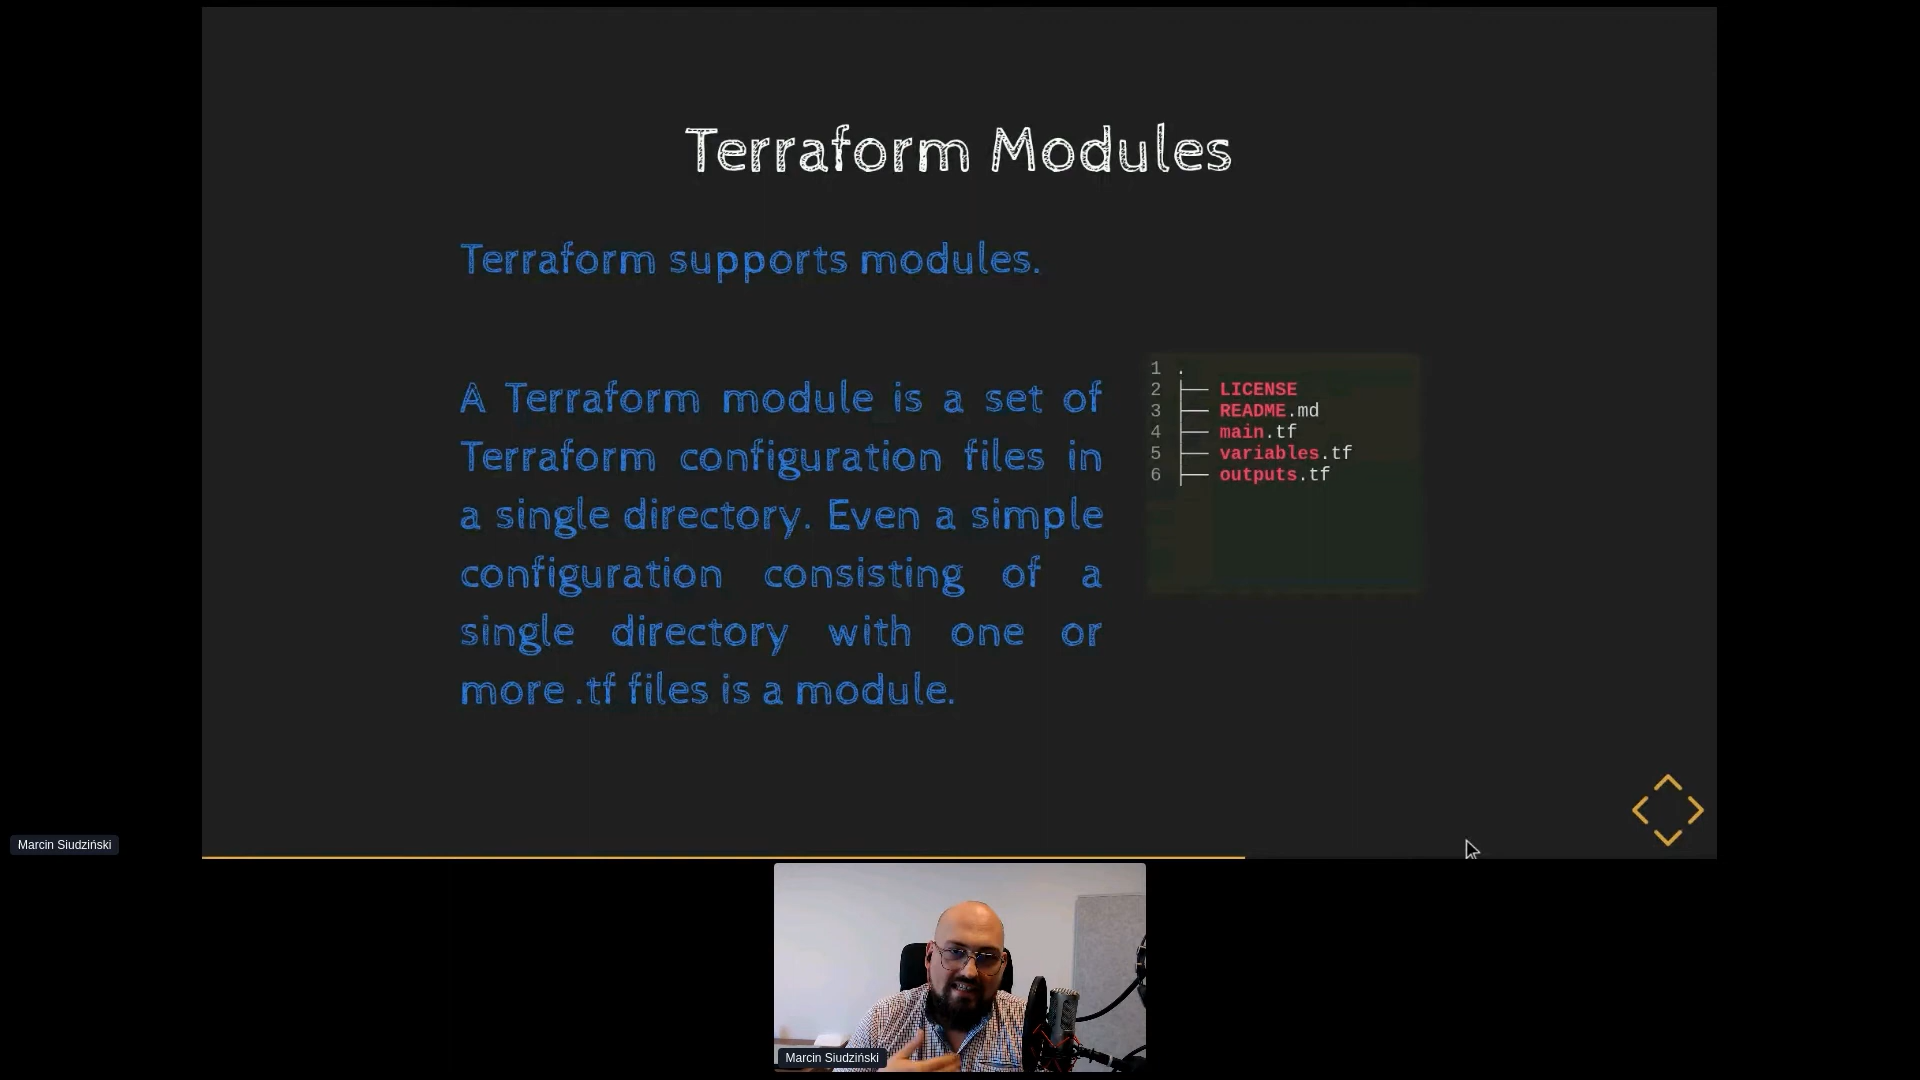 Terraform Modules
Terraform supports modules.
A Terraform module is a set of
Terraform configuration files in
a single directory. Even a simple
configuration consisting of a
single directory with one or
more .tf files is a module.
1 .
2 ├── LICENSE
3 ├── README.md
4 ├── main.tf
5 ├── variables.tf
6 ├── outputs.tf
Marcin Siudziński
Marcin Siudziński